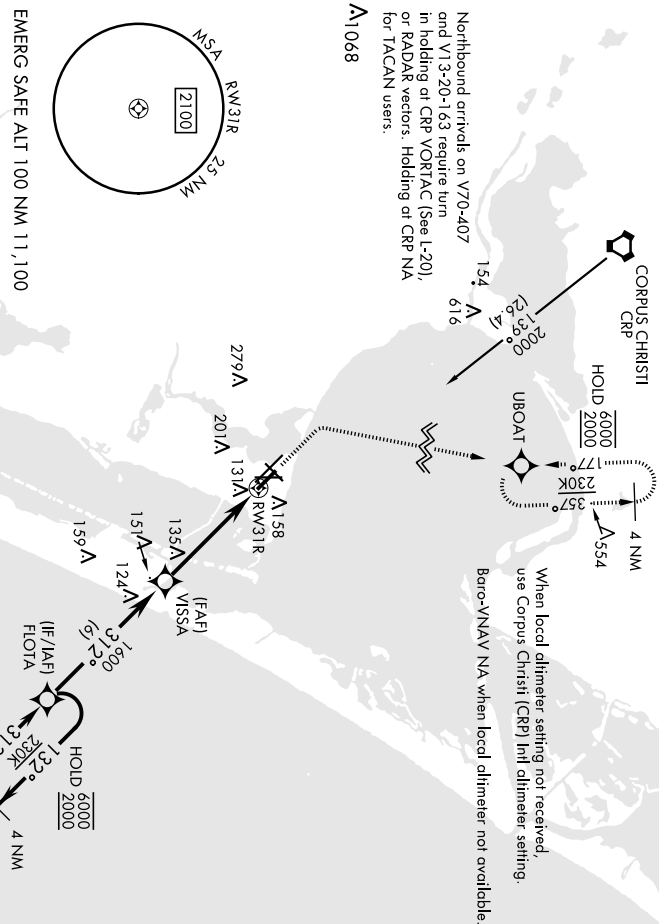 CORPUS CHRISTI
CRP
Northbound arrivals on V70-407
and V13-20-163 require turn
in holding at CRP VORTAC (See L-20),
or RADAR vectors. Holding at CRP NA
for TACAN users.
1068
154
616
2000
139°
(26.4)
HOLD 6000
2000
UBOAT
177°
230K
357°
4 NM
554
When local altimeter setting not received,
use Corpus Christi (CRP) Intl altimeter setting.
Baro-VNAV NA when local altimeter not available.
MSA RW31R 25 NM
2100
EMERG SAFE ALT 100 NM 11,100
279
201
131
158
RW31R
135
151
124
159
(FAF)
VISSA
1600
312°
(6)
(IF/IAF)
FLOTA
HOLD 6000
2000
132°
230K
4 NM